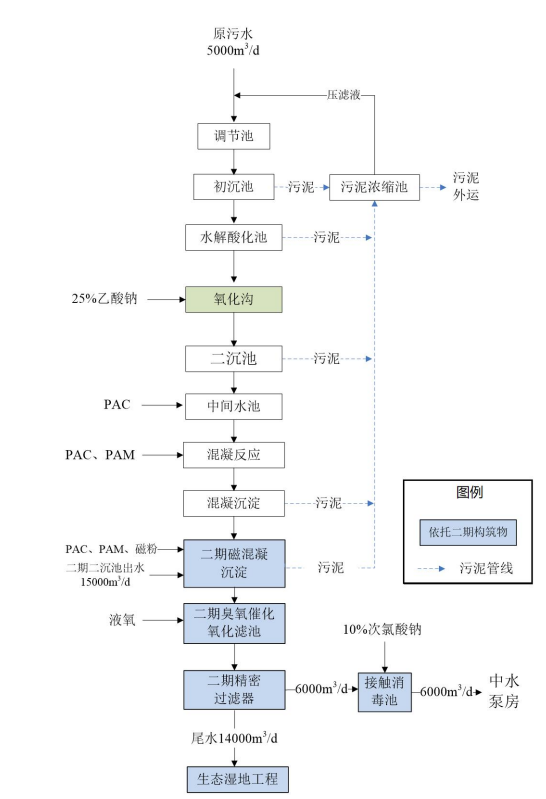 原污水
5000m³/d
压滤液
调节池
初沉池
污泥
污泥浓缩池
污泥
外运
水解酸化池
污泥
25%乙酸钠
氧化沟
二沉池
污泥
PAC
中间水池
PAC、PAM
混凝反应
混凝沉淀
污泥
图例
依托二期构筑物
污泥管线
PAC、PAM、磁粉
二期二沉池出水
15000m³/d
二期磁混凝
沉淀
污泥
液氧
二期臭氧催化
氧化滤池
10%次氯酸钠
二期精密
过滤器
6000m³/d
接触消
毒池
6000m³/d
中水
泵房
尾水14000m³/d
生态湿地工程